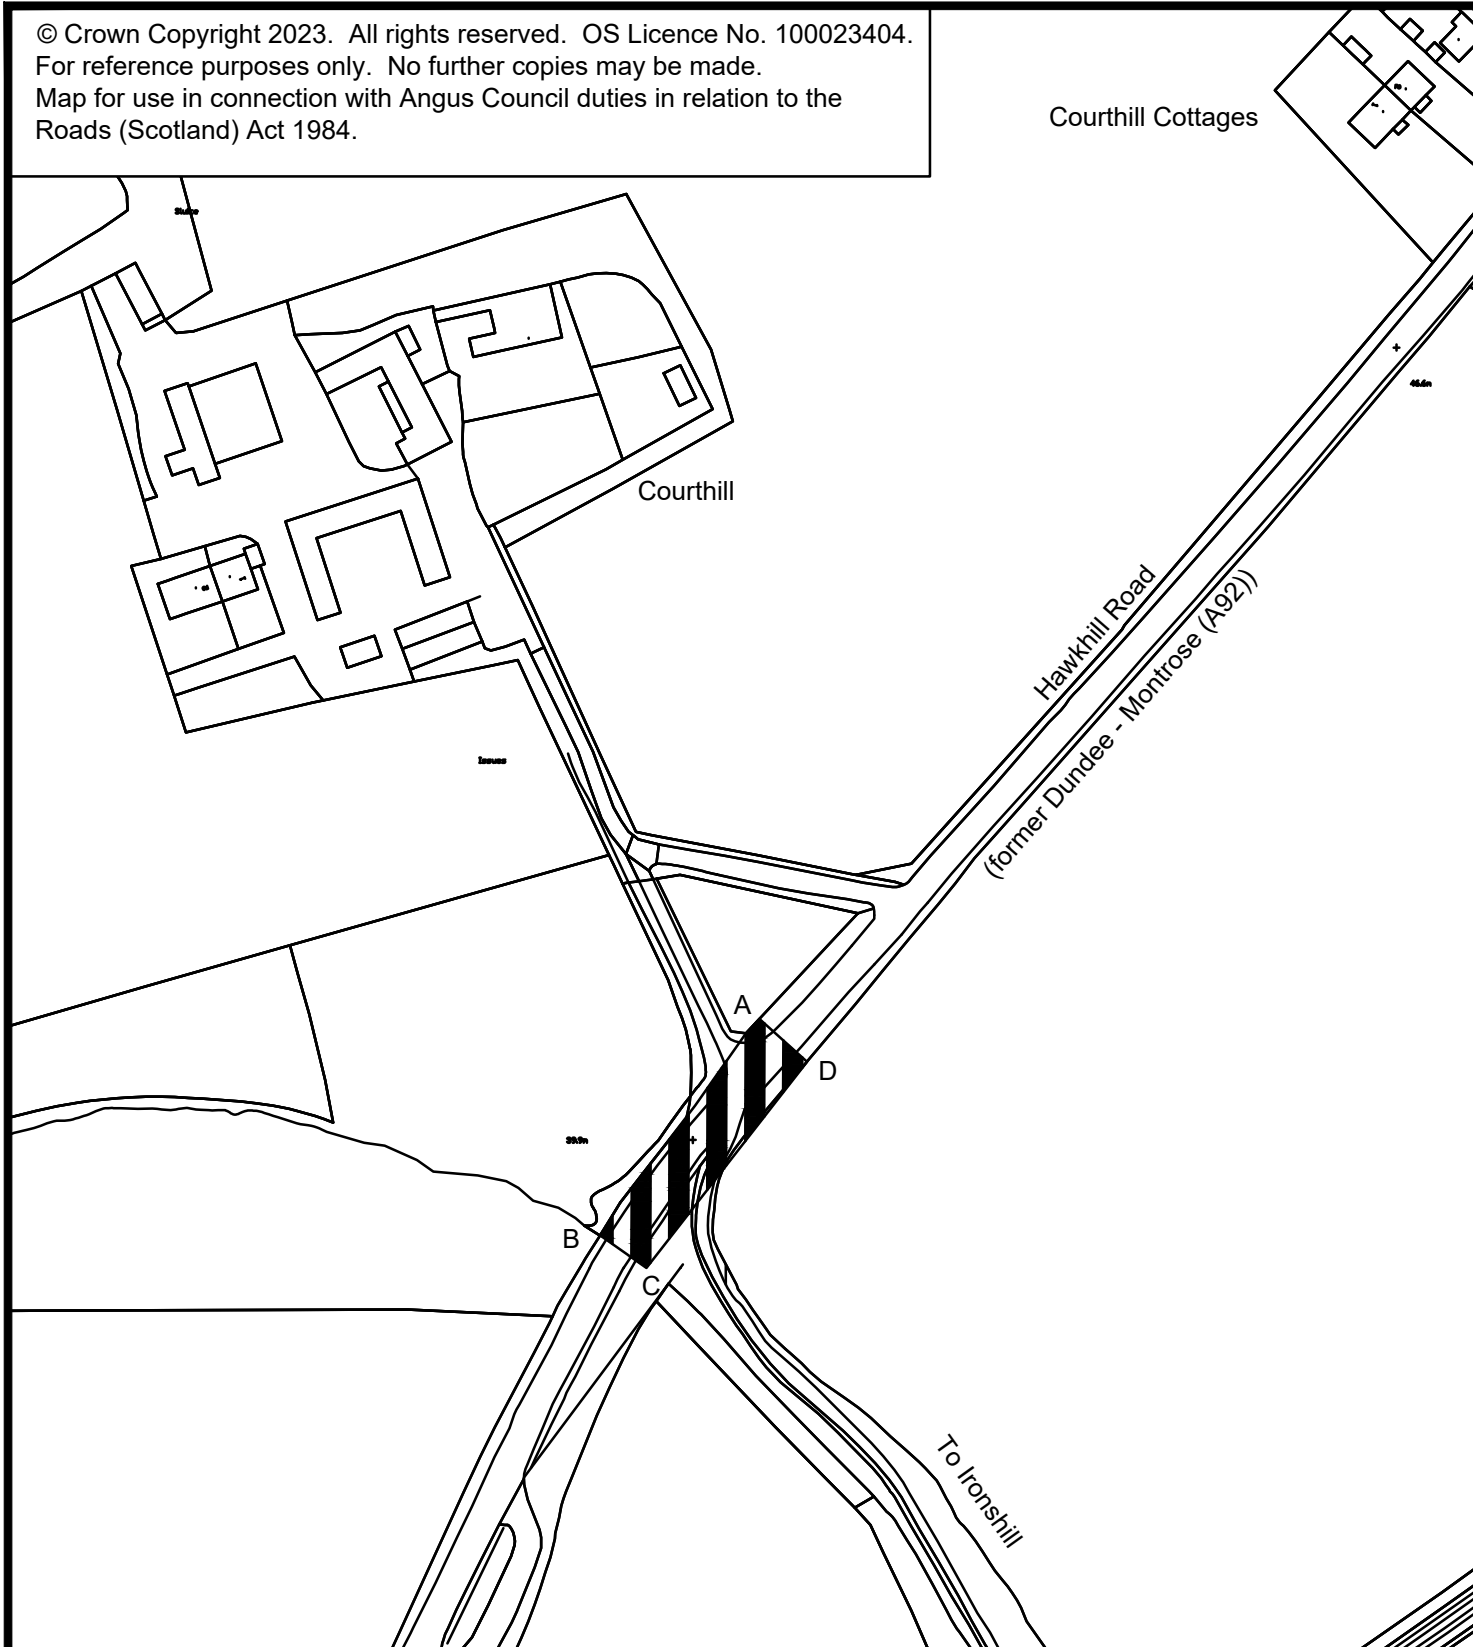 © Crown Copyright 2023.  All rights reserved.  OS Licence No. 100023404.
For reference purposes only.  No further copies may be made.
Map for use in connection with Angus Council duties in relation to the
Roads (Scotland) Act 1984.
Courthill Cottages
Courthill
Issues
Hawkhill Road
(former Dundee - Montrose (A92))
A
D
B
C
To Ironshill